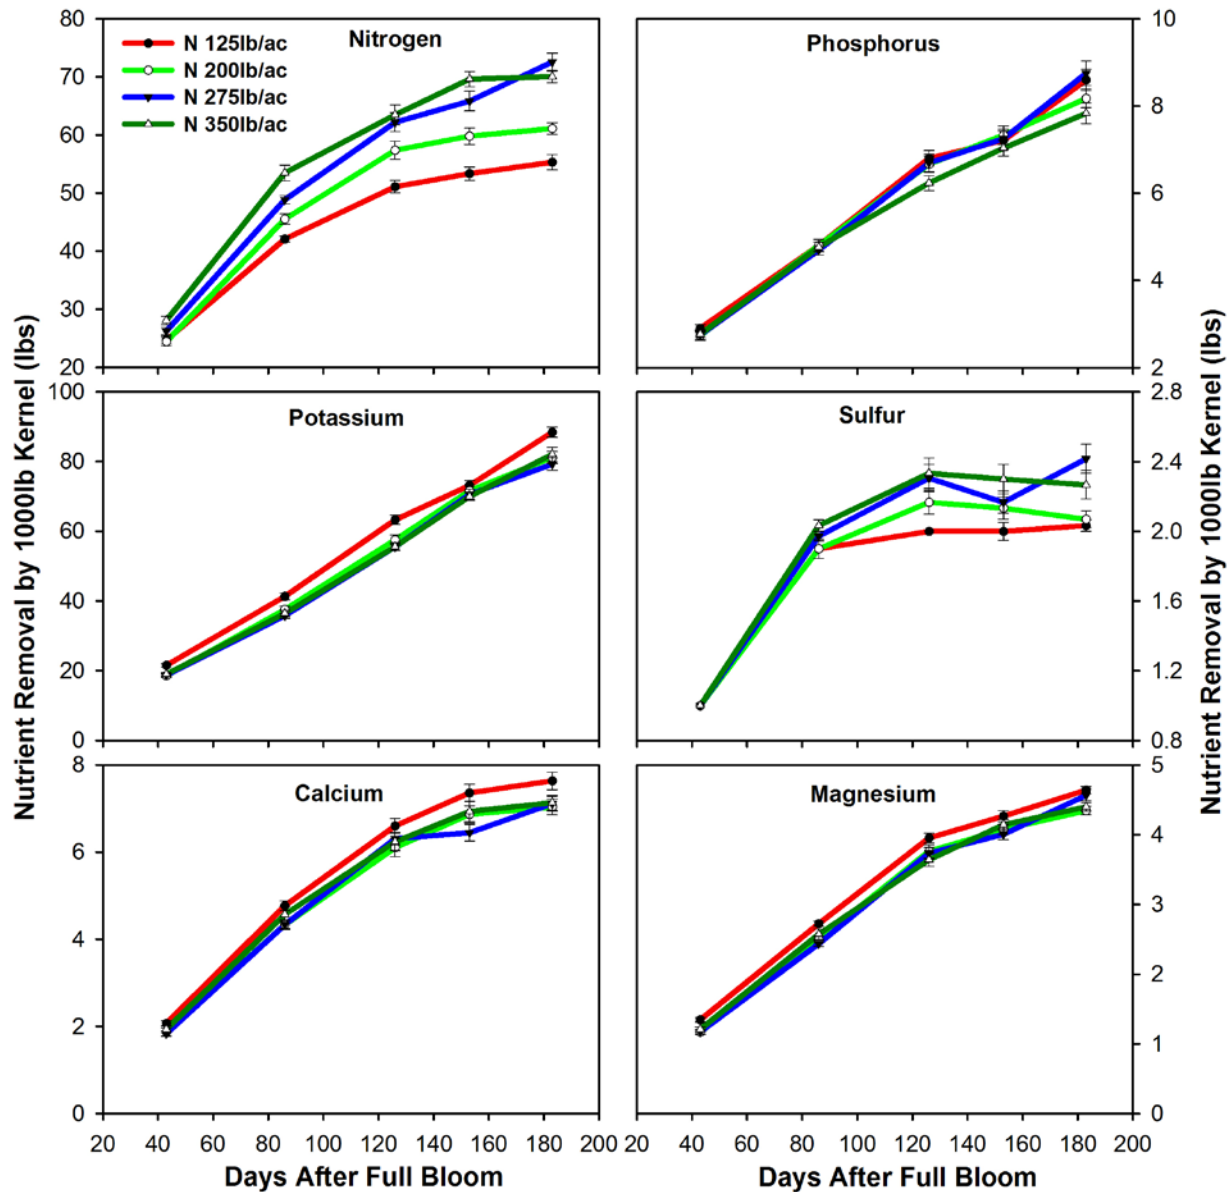 Nitrogen
N 125lb/ac
N 200lb/ac
N 275lb/ac
N 350lb/ac
80
70
60
50
40
30
20
Phosphorus
10
8
6
4
2
Potassium
100
80
60
40
20
0
Sulfur
2.8
2.4
2.0
1.6
1.2
0.8
Calcium
8
6
4
2
0
Magnesium
5
4
3
2
1
0
20 40 60 80 100 120 140 160 180 200
20 40 60 80 100 120 140 160 180 200
Days After Full Bloom
Days After Full Bloom
Nutrient Removal by 1000lb Kernel (lbs)
Nutrient Removal by 1000lb Kernel (lbs)